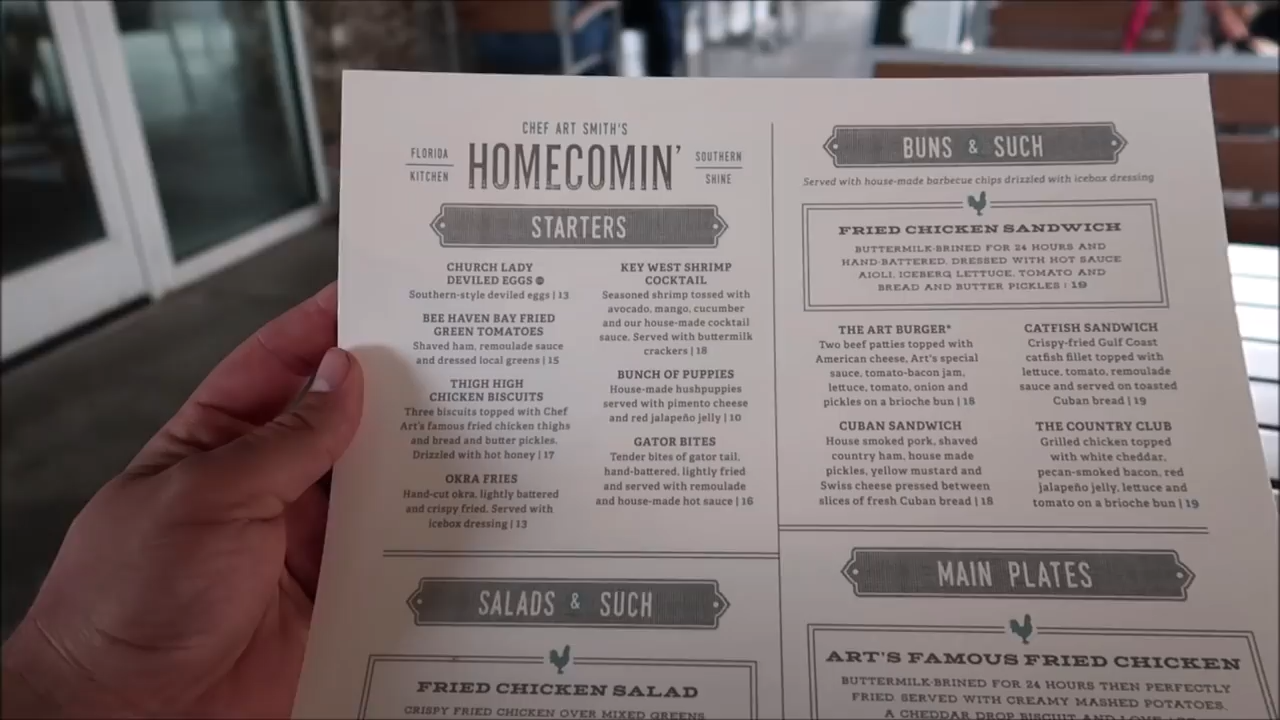 CHEF ART SMITH'S
FLORIDA
KITCHEN
HOMECOMIN'
SOUTHERN
SHINE
STARTERS
CHURCH LADY
DEVILED EGGS
Southern-style deviled eggs | 13
BEE HAVEN BAY FRIED
GREEN TOMATOES
Shaved ham, remoulade sauce
and dressed local greens | 15
THIGH HIGH
CHICKEN BISCUITS
Three biscuits topped with Chef
Art's famous fried chicken thighs
and bread and butter pickles.
Drizzled with hot honey | 17
OKRA FRIES
Hand-cut okra, lightly battered
and crispy fried. Served with
icebox dressing | 13
KEY WEST SHRIMP
COCKTAIL
Seasoned shrimp tossed with
avocado, mango, cucumber
and our house-made cocktail
sauce. Served with buttermilk
crackers | 18
BUNCH OF PUPPIES
House-made hushpuppies
served with pimento cheese
and red jalapeño jelly | 10
GATOR BITES
Tender bites of gator tail,
hand-battered, lightly fried
and served with remoulade
and house-made hot sauce | 16
SALADS & SUCH
FRIED CHICKEN SALAD
CRISPY FRIED CHICKEN OVER MIXED GREENS,
BUNS & SUCH
Served with house-made barbecue chips drizzled with icebox dressing
FRIED CHICKEN SANDWICH
BUTTERMILK-BRINED FOR 24 HOURS AND
HAND-BATTERED. DRESSED WITH HOT SAUCE
AIOLI, ICEBERG LETTUCE, TOMATO AND
BREAD AND BUTTER PICKLES | 19
THE ART BURGER*
Two beef patties topped with
American cheese, Art's special
sauce, tomato-bacon jam,
lettuce, tomato, onion and
pickles on a brioche bun | 18
CUBAN SANDWICH
House smoked pork, shaved
country ham, house made
pickles, yellow mustard and
Swiss cheese pressed between
slices of fresh Cuban bread | 18
CATFISH SANDWICH
Crispy-fried Gulf Coast
catfish fillet topped with
lettuce, tomato, remoulade
sauce and served on toasted
Cuban bread | 19
THE COUNTRY CLUB
Grilled chicken topped
with white cheddar,
pecan-smoked bacon, red
jalapeño jelly, lettuce and
tomato on a brioche bun | 19
MAIN PLATES
ART'S FAMOUS FRIED CHICKEN
BUTTERMILK-BRINED FOR 24 HOURS THEN PERFECTLY
FRIED. SERVED WITH CREAMY MASHED POTATOES,
A CHEDDAR DROP BISCUIT AND